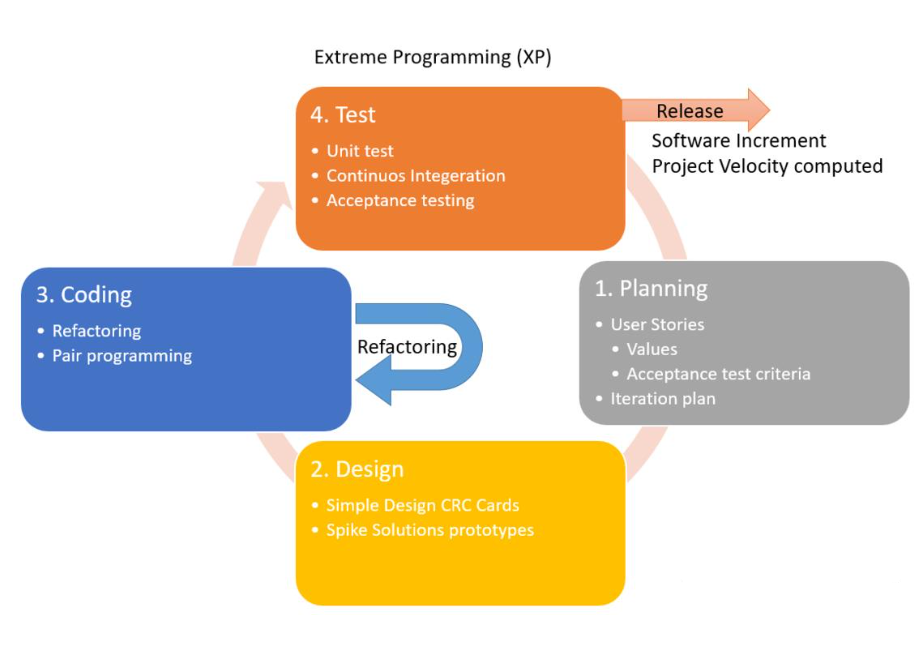 Extreme Programming (XP)
4. Test
• Unit test
• Continuos Integeration
• Acceptance testing
Release
Software Increment
Project Velocity computed
1. Planning
• User Stories
• Values
• Acceptance test criteria
• Iteration plan
2. Design
• Simple Design CRC Cards
• Spike Solutions prototypes
3. Coding
• Refactoring
• Pair programming
Refactoring